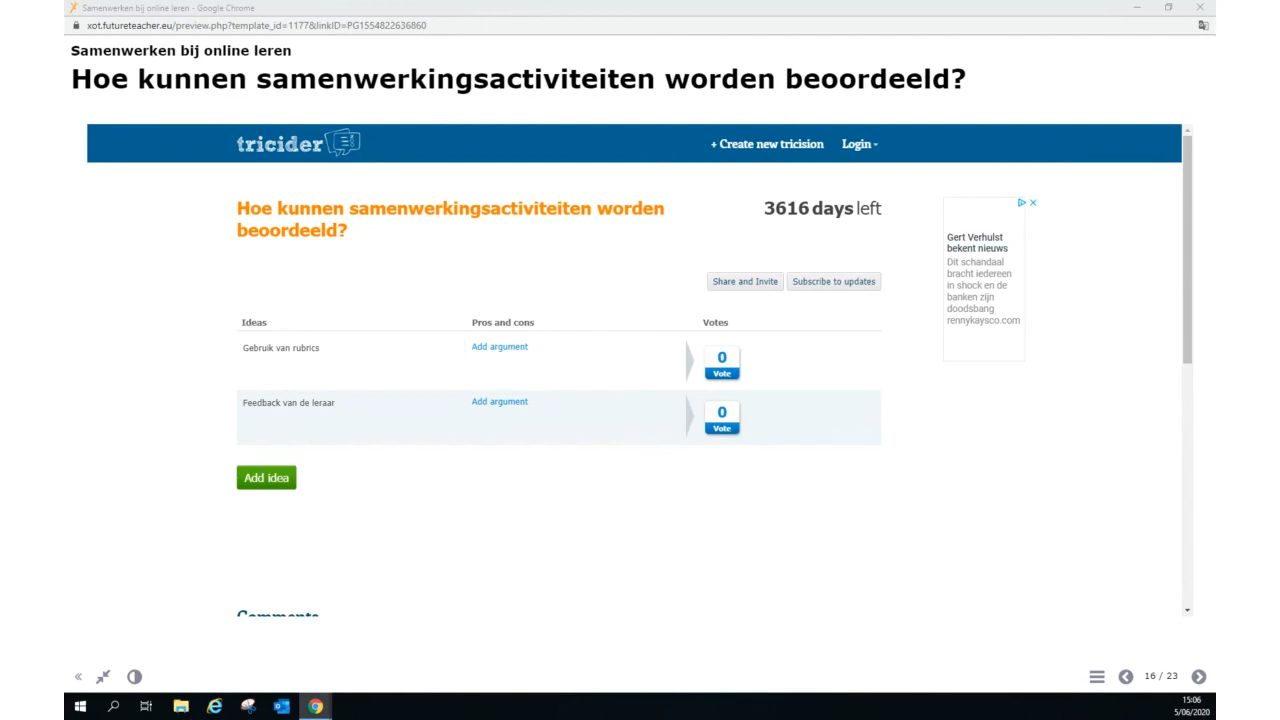 Samenwerken bij online leren - Google Chrome
xot.futureteacher.eu/preview.php?template_id=1177&linkID=PG1554822636860
Samenwerken bij online leren
Hoe kunnen samenwerkingsactiviteiten worden beoordeeld?
tricider
+ Create new tricision
Login
Hoe kunnen samenwerkingsactiviteiten worden
beoordeeld?
3616 days left
Gert Verhulst
bekent nieuws
Dit schandaal
bracht iedereen
in shock en de
banken zijn
doodsbang
rennykaysco.com
Share and Invite
Subscribe to updates
Ideas
Pros and cons
Votes
Gebruik van rubrics
Add argument
0
Vote
Feedback van de leraar
Add argument
0
Vote
Add idea
Comments
16 / 23
15:06
5/06/2020